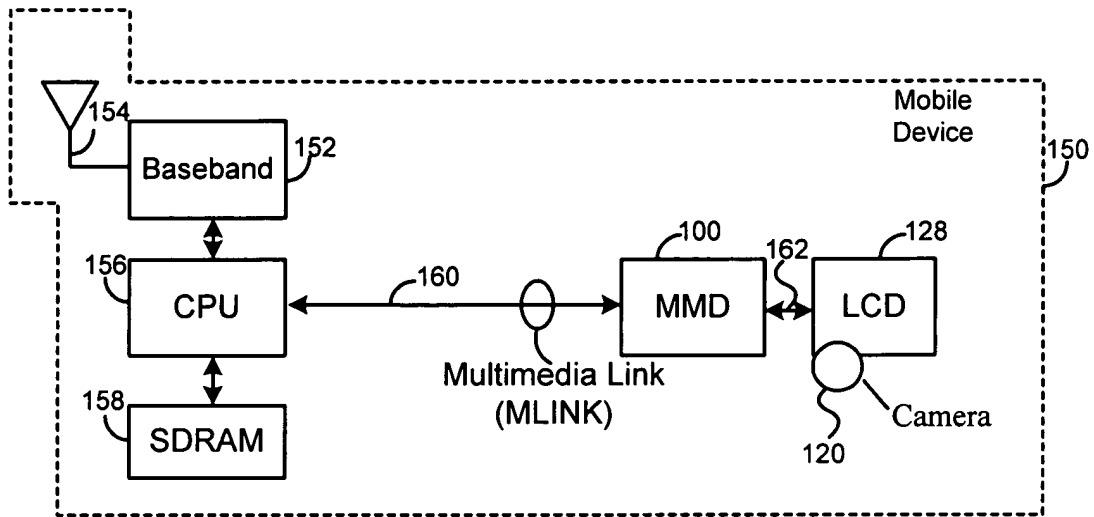 Mobile
Device
154
Baseband
152
150
156
CPU
160
100
MMD
162
128
LCD
Multimedia Link
(MLINK)
158
SDRAM
Camera
120